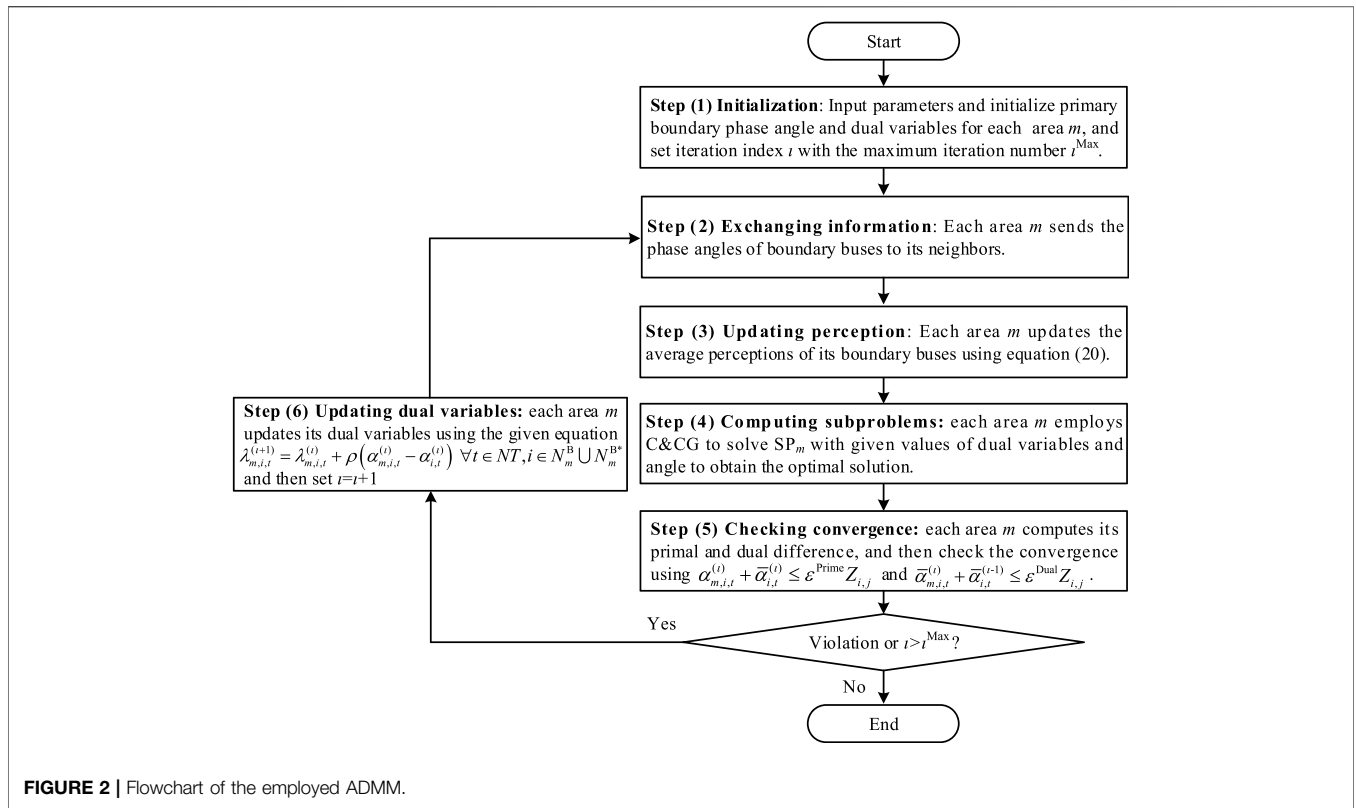 Start
Step (1) Initialization: Input parameters and initialize primary
boundary phase angle and dual variables for each area m, and
set iteration index ι with the maximum iteration number ι^Max.
Step (2) Exchanging information: Each area m sends the
phase angles of boundary buses to its neighbors.
Step (3) Updating perception: Each area m updates the
average perceptions of its boundary buses using equation (20).
Step (4) Computing subproblems: each area m employs
C&CG to solve SP_m with given values of dual variables and
angle to obtain the optimal solution.
Step (5) Checking convergence: each area m computes its
primal and dual difference, and then check the convergence
using α_{m,i,t}^{(ι)} + ᾱ_{i,t}^{(ι)} ≤ ε^{Prime} Z_{i,j} and ᾱ_{m,i,t}^{(ι)} + ᾱ_{i,t}^{(ι-1)} ≤ ε^{Dual} Z_{i,j} .
Violation or ι>ι^Max?
Yes
No
Step (6) Updating dual variables: each area m
updates its dual variables using the given equation
λ_{m,i,t}^{(ι+1)} = λ_{m,i,t}^{(ι)} + ρ(α_{m,i,t}^{(ι)} − α_{i,t}^{(ι)}) ∀t ∈ NT, i ∈ N_m^B ∪ N_m^{B*}
and then set ι=ι+1
End
FIGURE 2 | Flowchart of the employed ADMM.